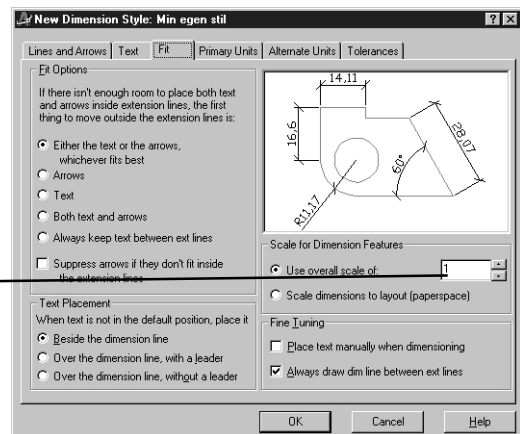 New Dimension Style: Min egen stil
Lines and Arrows Text Fit Primary Units Alternate Units Tolerances
Fit Options
If there isn't enough room to place both text
and arrows inside extension lines, the first
thing to move outside the extension lines is:
Either the text or the arrows,
whichever fits best
Arrows
Text
Both text and arrows
Always keep text between ext lines
Suppress arrows if they don't fit inside
the extension lines
Text Placement
When text is not in the default position, place it
Beside the dimension line
Over the dimension line, with a leader
Over the dimension line, without a leader
14,11
16,6
28,07
60°
R11,17
Scale for Dimension Features
Use overall scale of: 1
Scale dimensions to layout (paperspace)
Fine Tuning
Place text manually when dimensioning
Always draw dim line between ext lines
OK Cancel Help